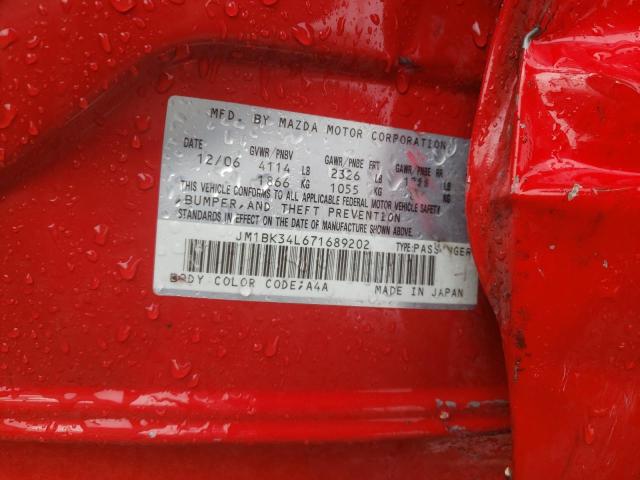 MFD. BY MAZDA MOTOR CORPORATION
DATE GVWR/PNBV GAWR/PNBE FRT GAWR/PNBE RR
12/06 4114 LB 2326 LB LB
1866 KG 1055 KG KG
THIS VEHICLE CONFORMS TO ALL APPLICABLE FEDERAL MOTOR VEHICLE SAFETY,
BUMPER, AND THEFT PREVENTION
STANDARDS IN EFFECT ON THE DATE OF MANUFACTURE SHOWN ABOVE.
JM1BK34L671689202 TYPE:PASSENGER
BODY COLOR CODE:A4A MADE IN JAPAN